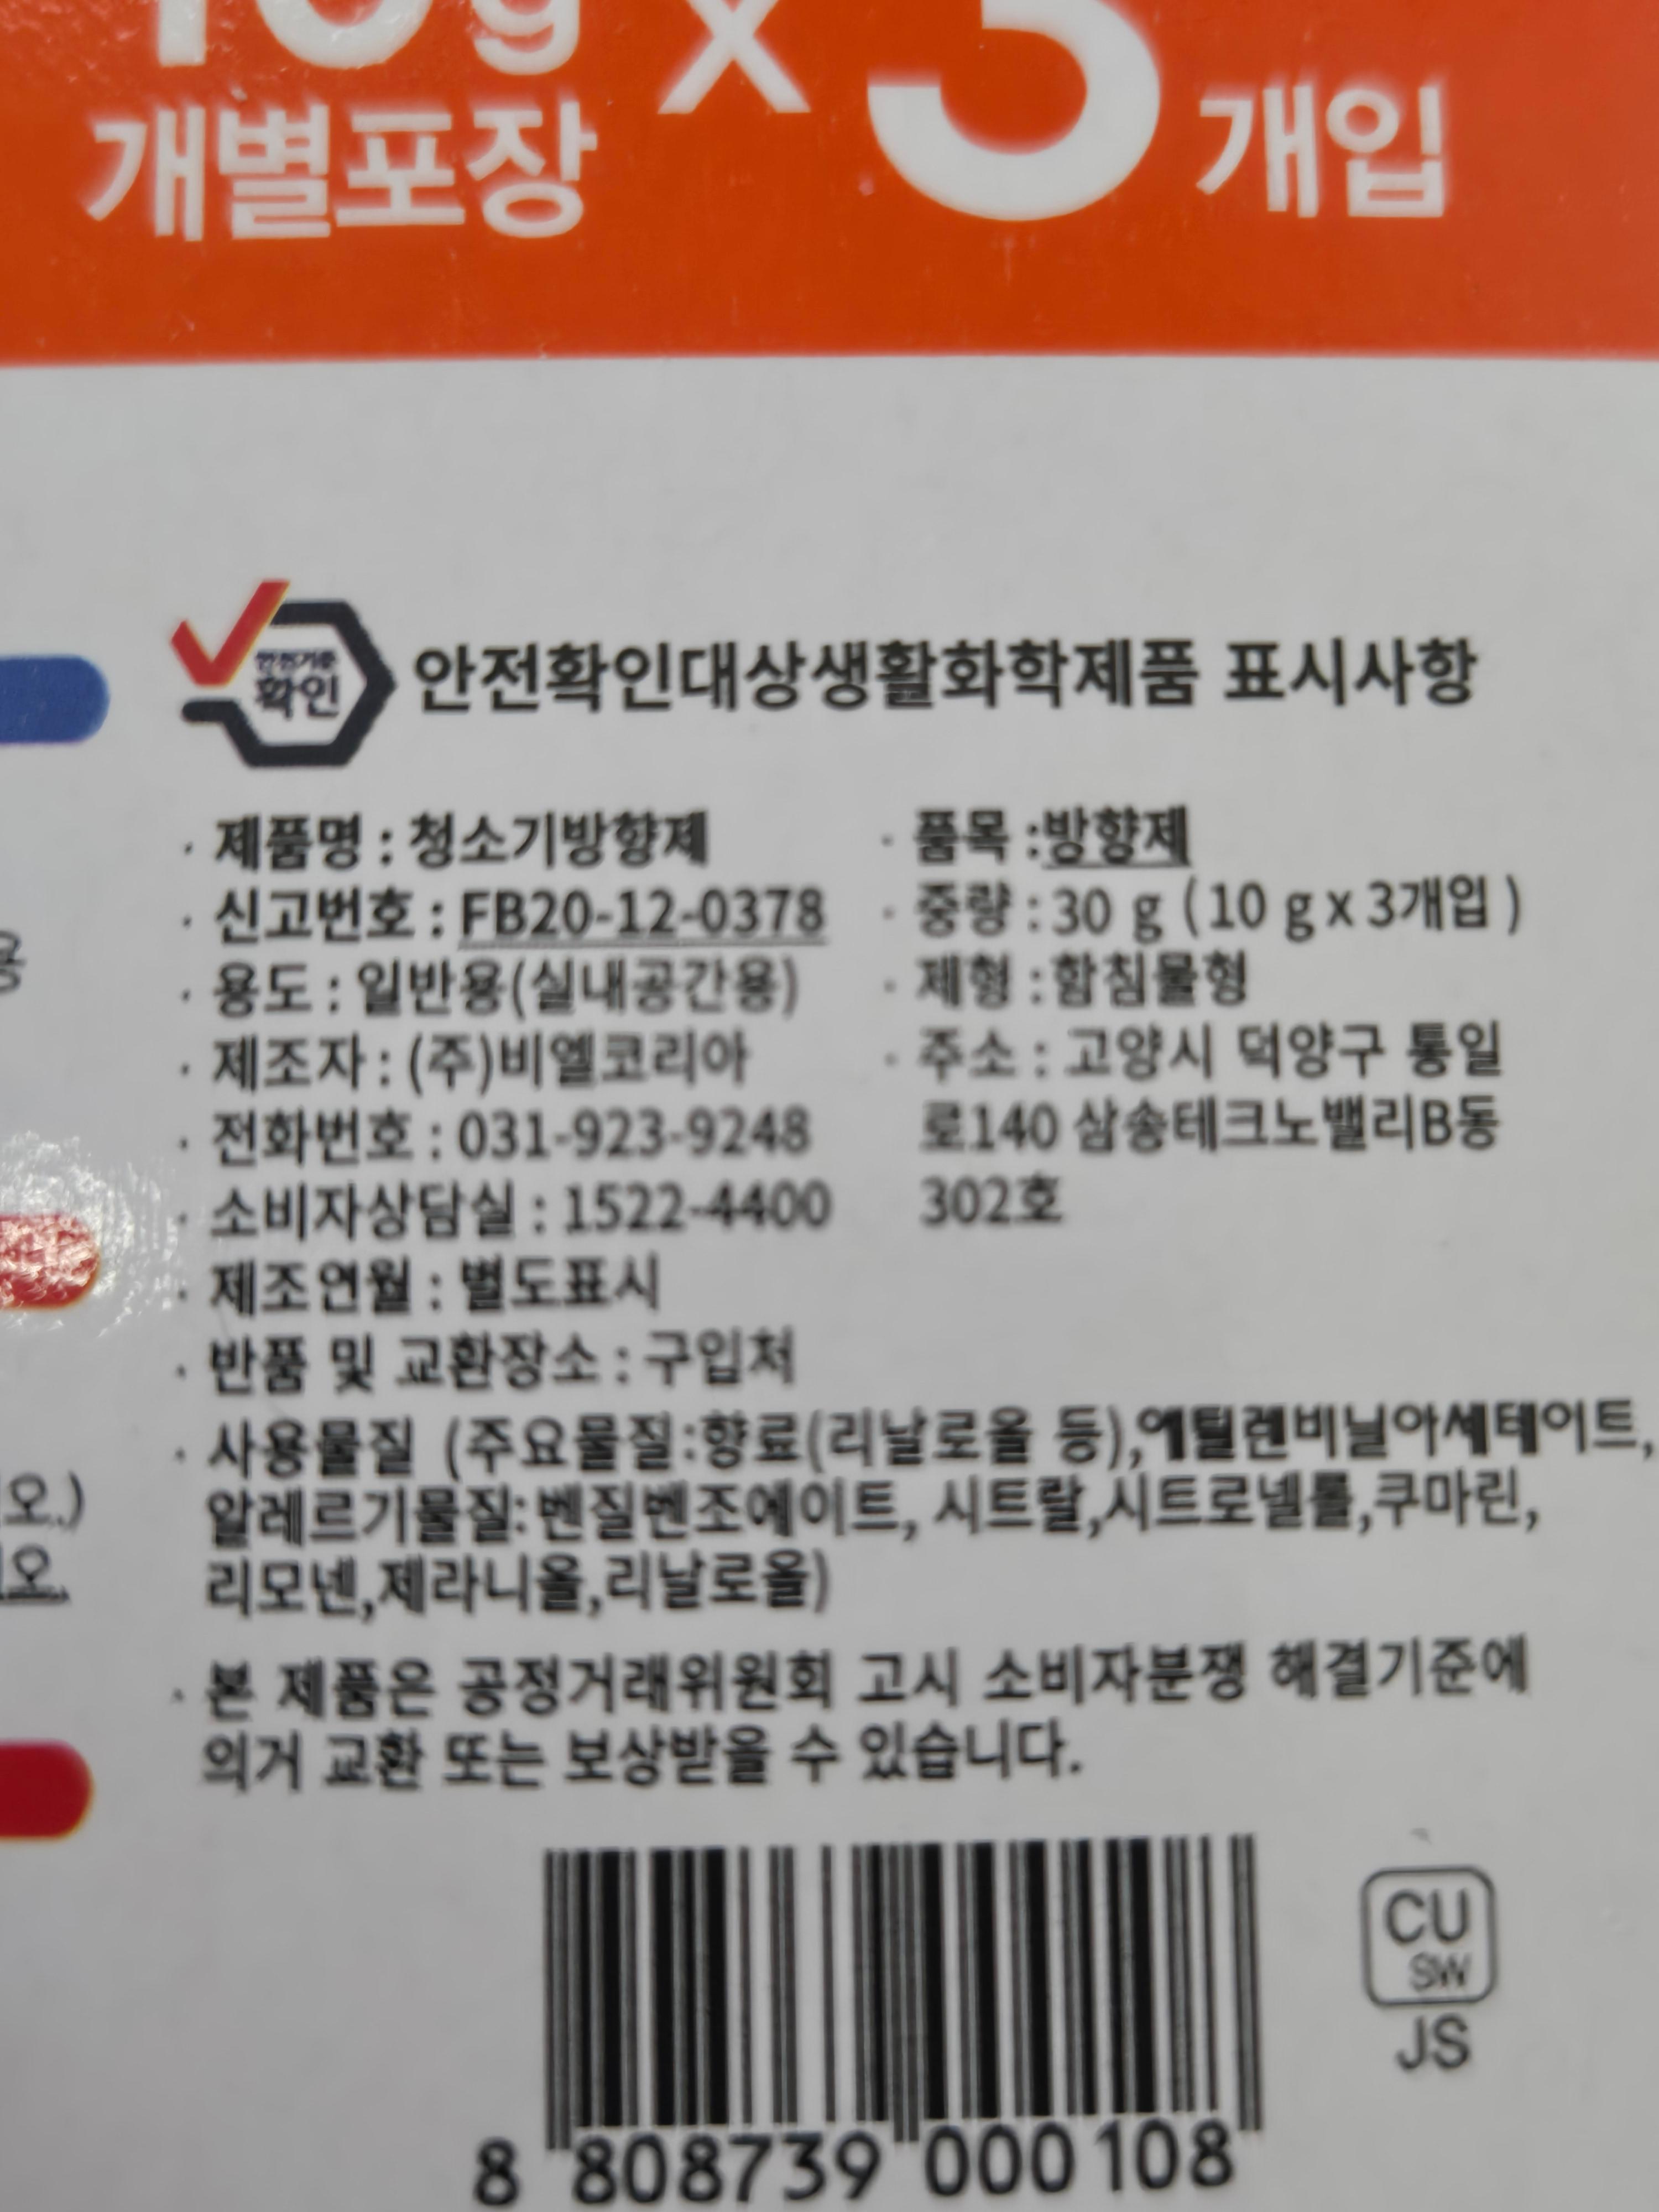 10g x 3 개입
개별포장
안전기준
확인
안전확인대상생활화학제품 표시사항
· 제품명 : 청소기방향제
· 품목 :방향제
· 신고번호 : FB20-12-0378
· 중량 : 30 g ( 10 g x 3개입 )
· 용도 : 일반용(실내공간용)
· 제형 : 함침물형
· 제조자 : (주)비엘코리아
· 주소 : 고양시 덕양구 통일
로140 삼송테크노밸리B동
302호
· 전화번호 : 031-923-9248
· 소비자상담실 : 1522-4400
· 제조연월 : 별도표시
· 반품 및 교환장소 : 구입처
· 사용물질 (주요물질:향료(리날로올 등),에틸렌비닐아세테이트,
알레르기물질: 벤질벤조에이트, 시트랄,시트로넬롤,쿠마린,
리모넨,제라니올,리날로올)
· 본 제품은 공정거래위원회 고시 소비자분쟁 해결기준에
의거 교환 또는 보상받을 수 있습니다.
용
오.)
오.
CU
SW
JS
8 808739 000108